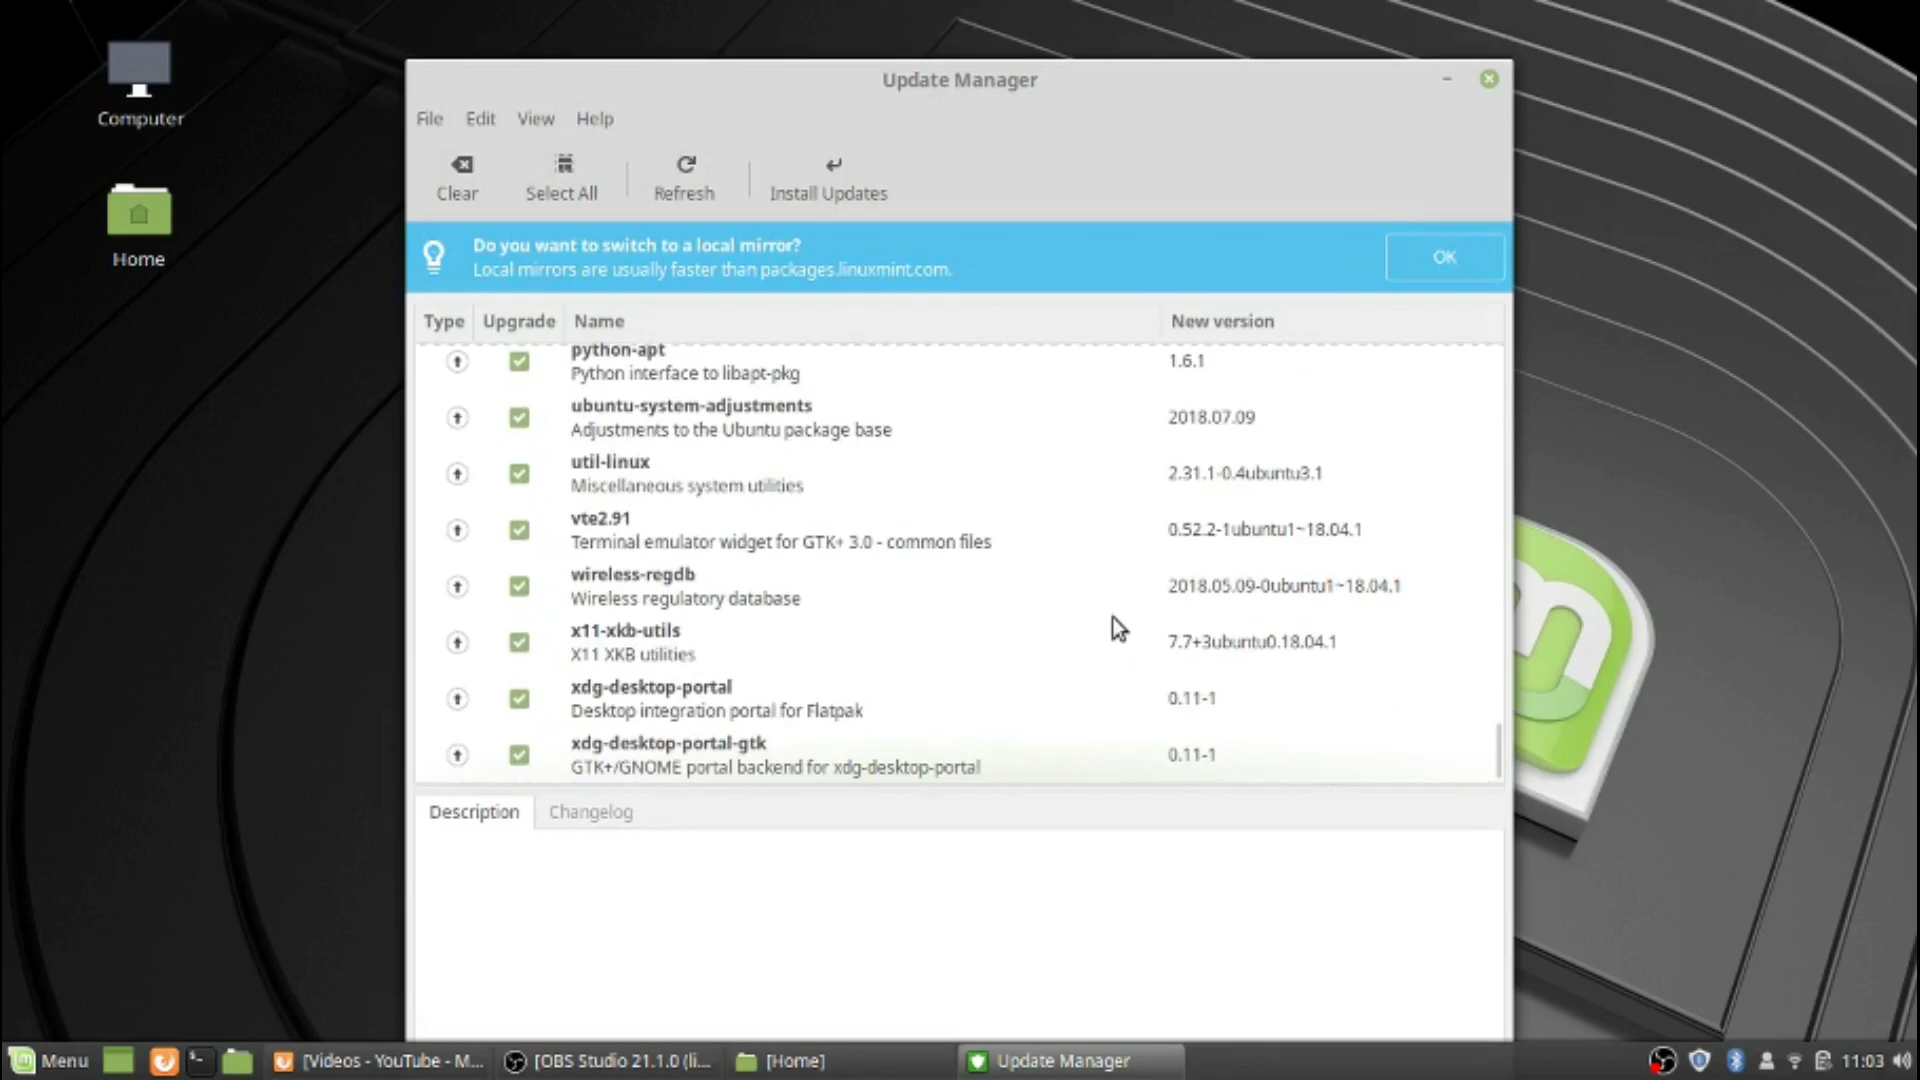 Computer
Home
Update Manager
File Edit View Help
Clear Select All Refresh Install Updates
Do you want to switch to a local mirror?
Local mirrors are usually faster than packages.linuxmint.com.
OK
Type Upgrade Name New version
python-apt
Python interface to libapt-pkg
1.6.1
ubuntu-system-adjustments
Adjustments to the Ubuntu package base
2018.07.09
util-linux
Miscellaneous system utilities
2.31.1-0.4ubuntu3.1
vte2.91
Terminal emulator widget for GTK+ 3.0 - common files
0.52.2-1ubuntu1~18.04.1
wireless-regdb
Wireless regulatory database
2018.05.09-0ubuntu1~18.04.1
x11-xkb-utils
X11 XKB utilities
7.7+3ubuntu0.18.04.1
xdg-desktop-portal
Desktop integration portal for Flatpak
0.11-1
xdg-desktop-portal-gtk
GTK+/GNOME portal backend for xdg-desktop-portal
0.11-1
Description Changelog
Menu [Videos - YouTube - M... [OBS Studio 21.1.0 (li... [Home] Update Manager 11:03